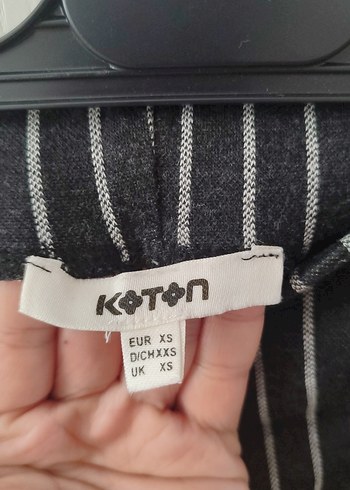 KOTON
EUR XS
D/CH XXS
UK XS